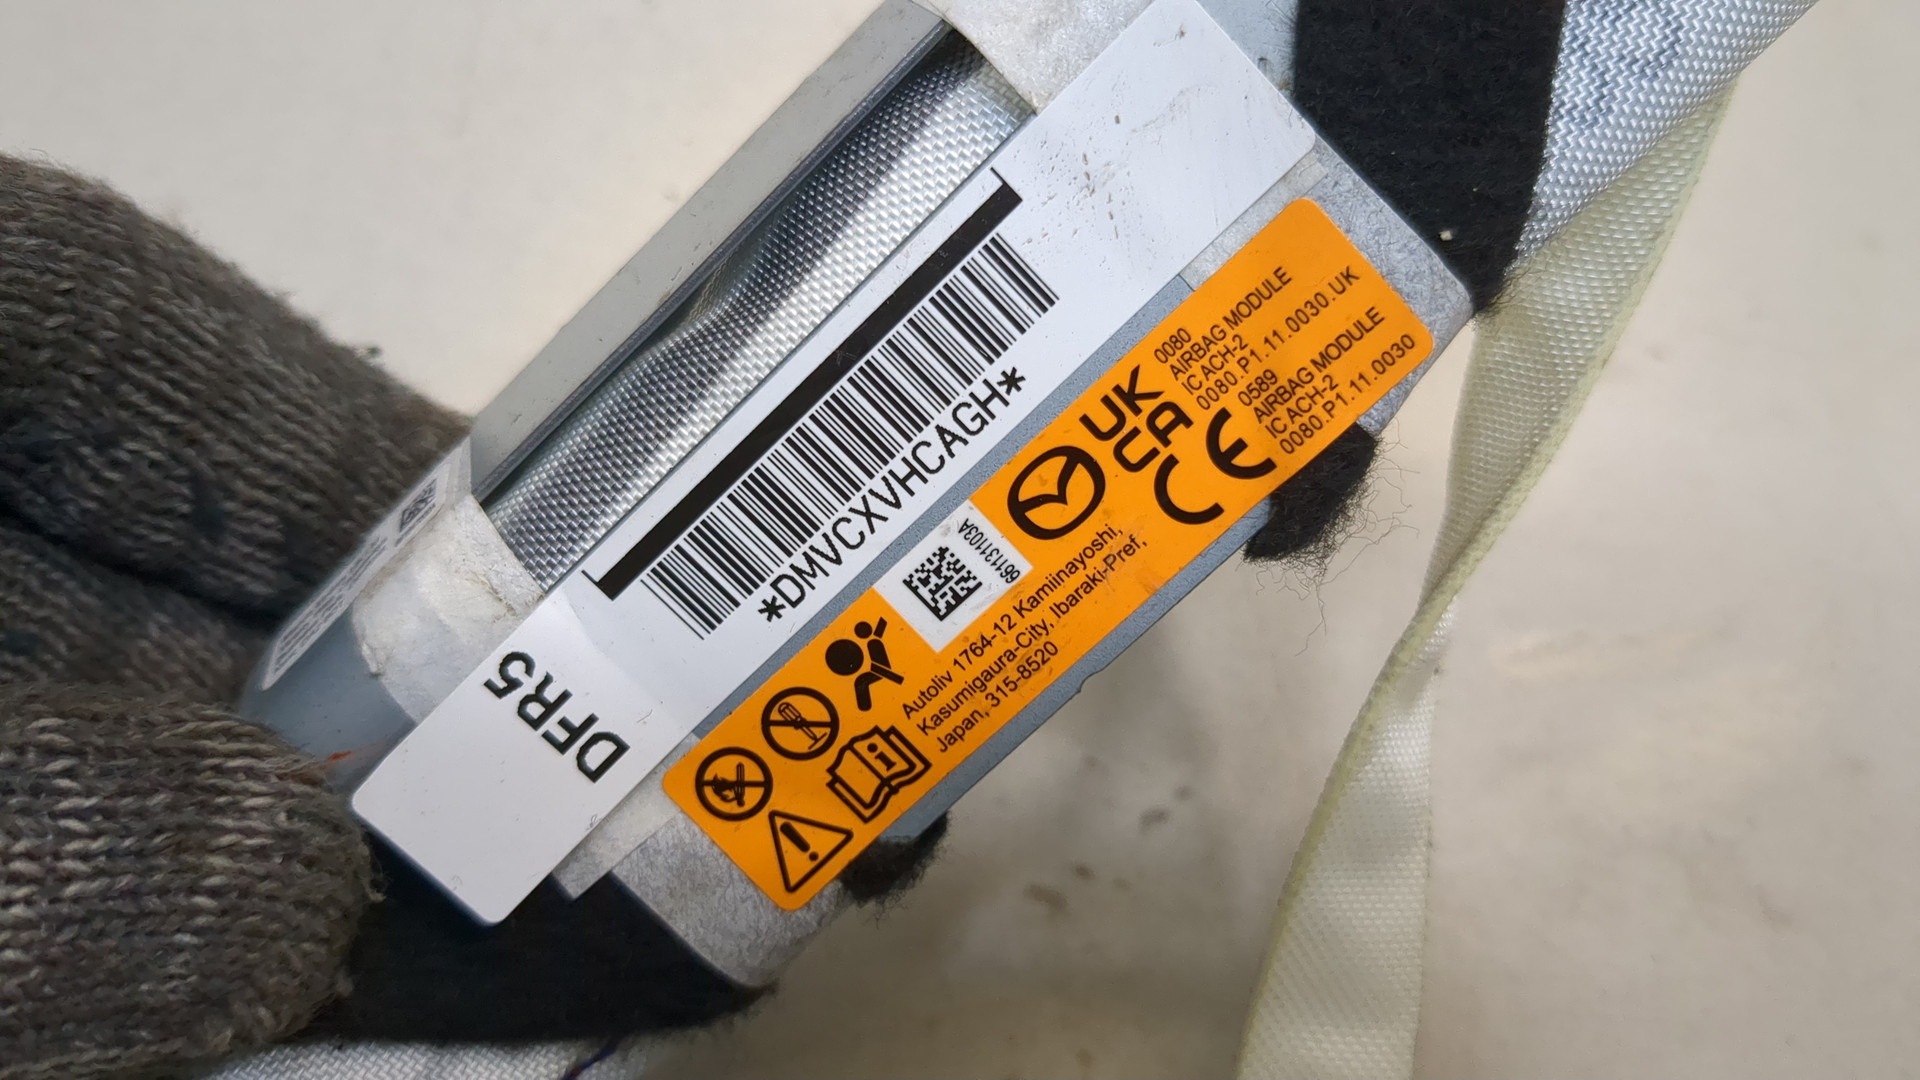 *DMVCXVHCAGH*
DFR5
0080
AIRBAG MODULE
IC ACH-2
0080.P1.11.0030.UK
0589
AIRBAG MODULE
IC ACH-2
0080.P1.11.0030
UK
CA
CE
661131103A
Autoliv 1764-12 Kamiinayoshi,
Kasumigaura-City, Ibaraki-Pref,
Japan, 315-8520